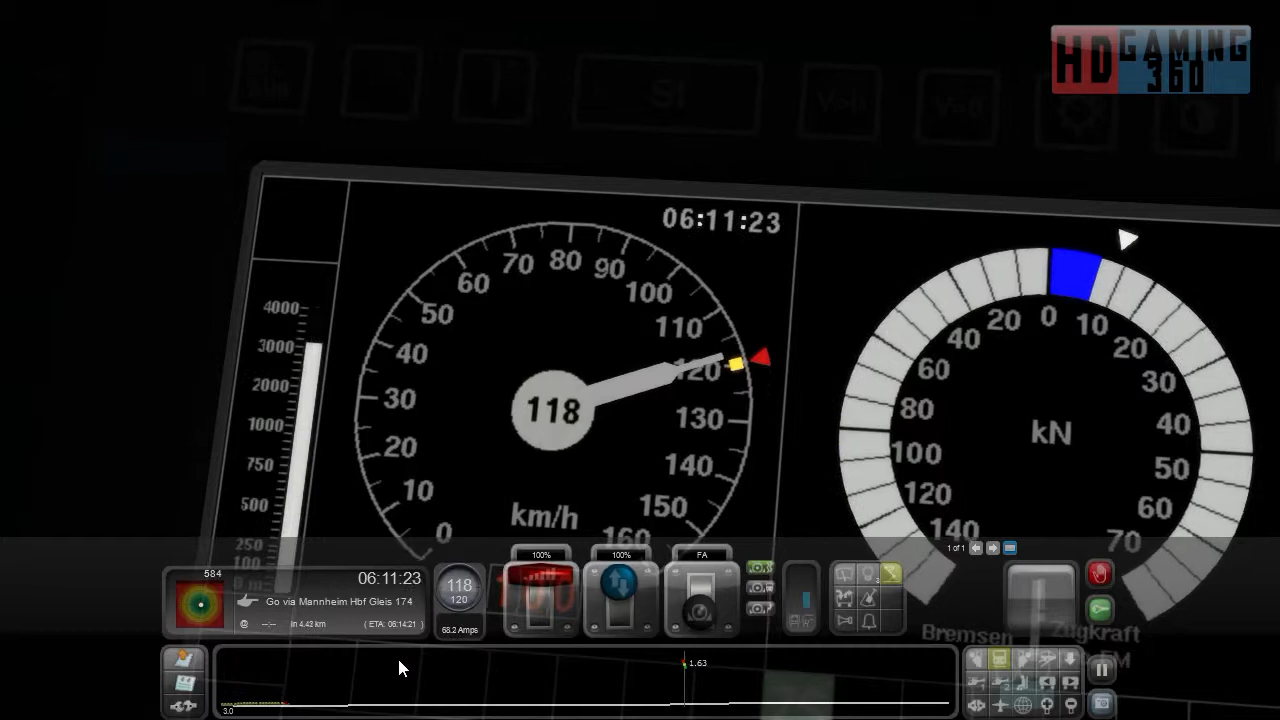 HD GAMING 360
SI
06:11:23
4000
3000
2000
1000
750
500
250
100
0 10 20 30 40 50 60 70 80 90 100 110 120 130 140 150 160
118
km/h
140 120 100 80 60 40 20 0 10 20 30 40 50 60 70
kN
Bremsen
Zugkraft
1 of 1
584
06:11:23
Go via Mannheim Hbf Gleis 174
@ --:-- in 4.42 km ( ETA: 06:14:21 )
118
120
68.2 Amps
100%
100%
FA
1.63
3.0